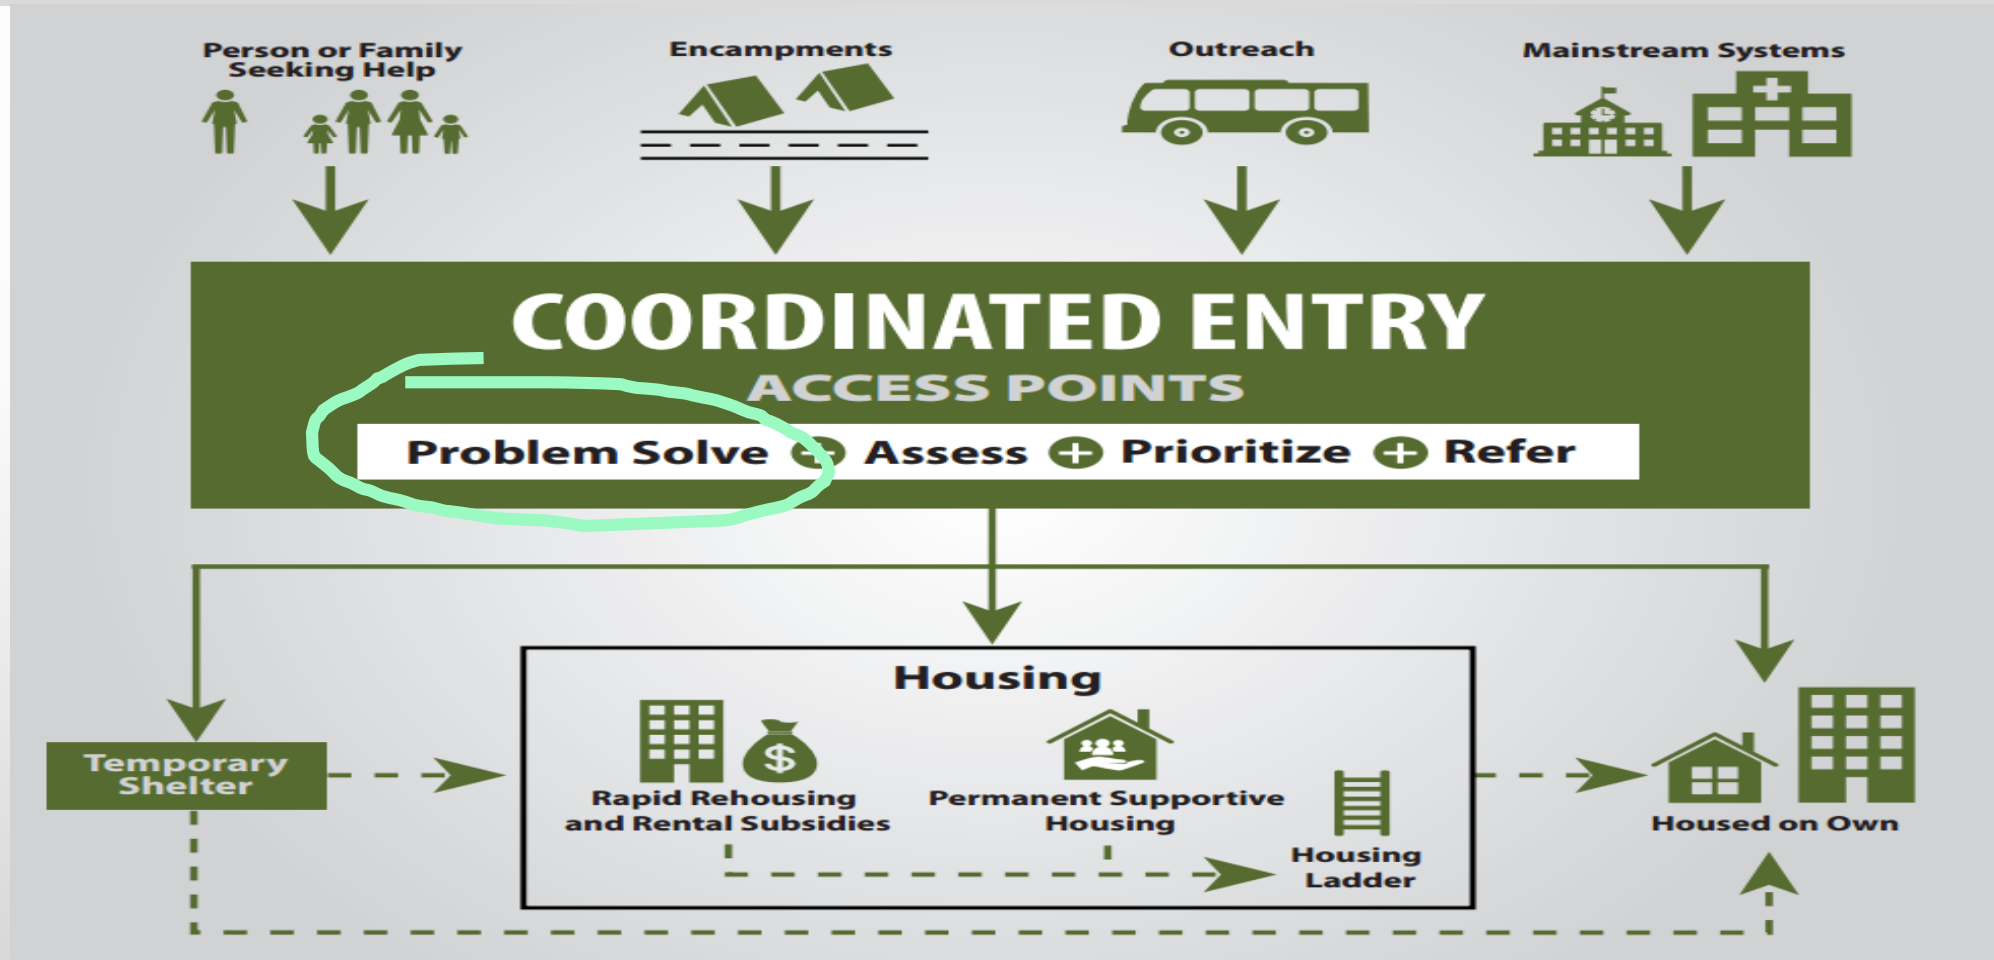 Person or Family
Seeking Help
Encampments
Outreach
Mainstream Systems
COORDINATED ENTRY
ACCESS POINTS
Problem Solve + Assess + Prioritize + Refer
Housing
Temporary
Shelter
$
Rapid Rehousing
and Rental Subsidies
Permanent Supportive
Housing
Housing
Ladder
Housed on Own